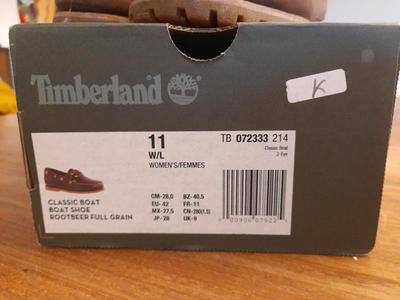 Timberland
K
11
W/L
WOMEN'S/FEMMES
TB 072333 214
Classic Boat
2-Eye
CM-28,0 BZ-40.5
EU-42 FR-11
MX-27,5 CN-280(1.5)
JP-28 UK-9
CLASSIC BOAT
BOAT SHOE
ROOTBEER FULL GRAIN